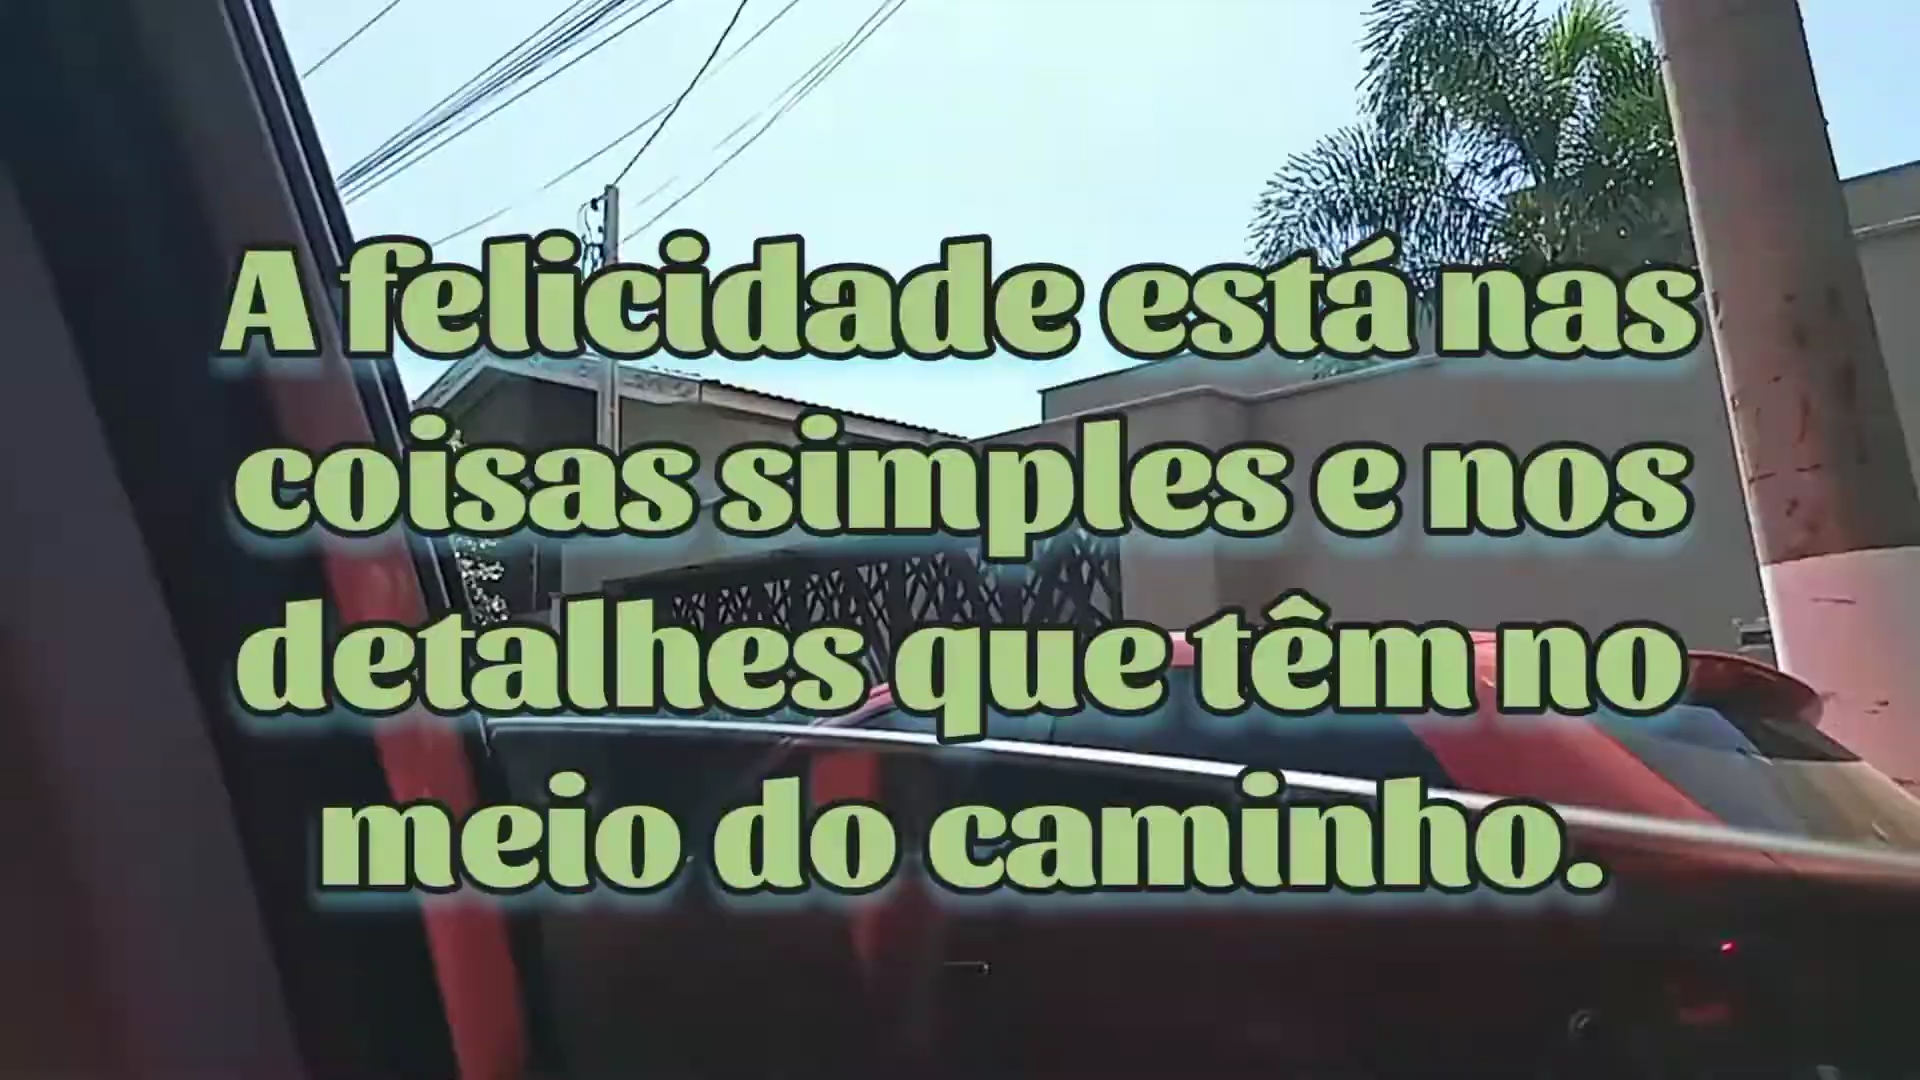 A felicidade está nas
coisas simples e nos
detalhes que têm no
meio do caminho.